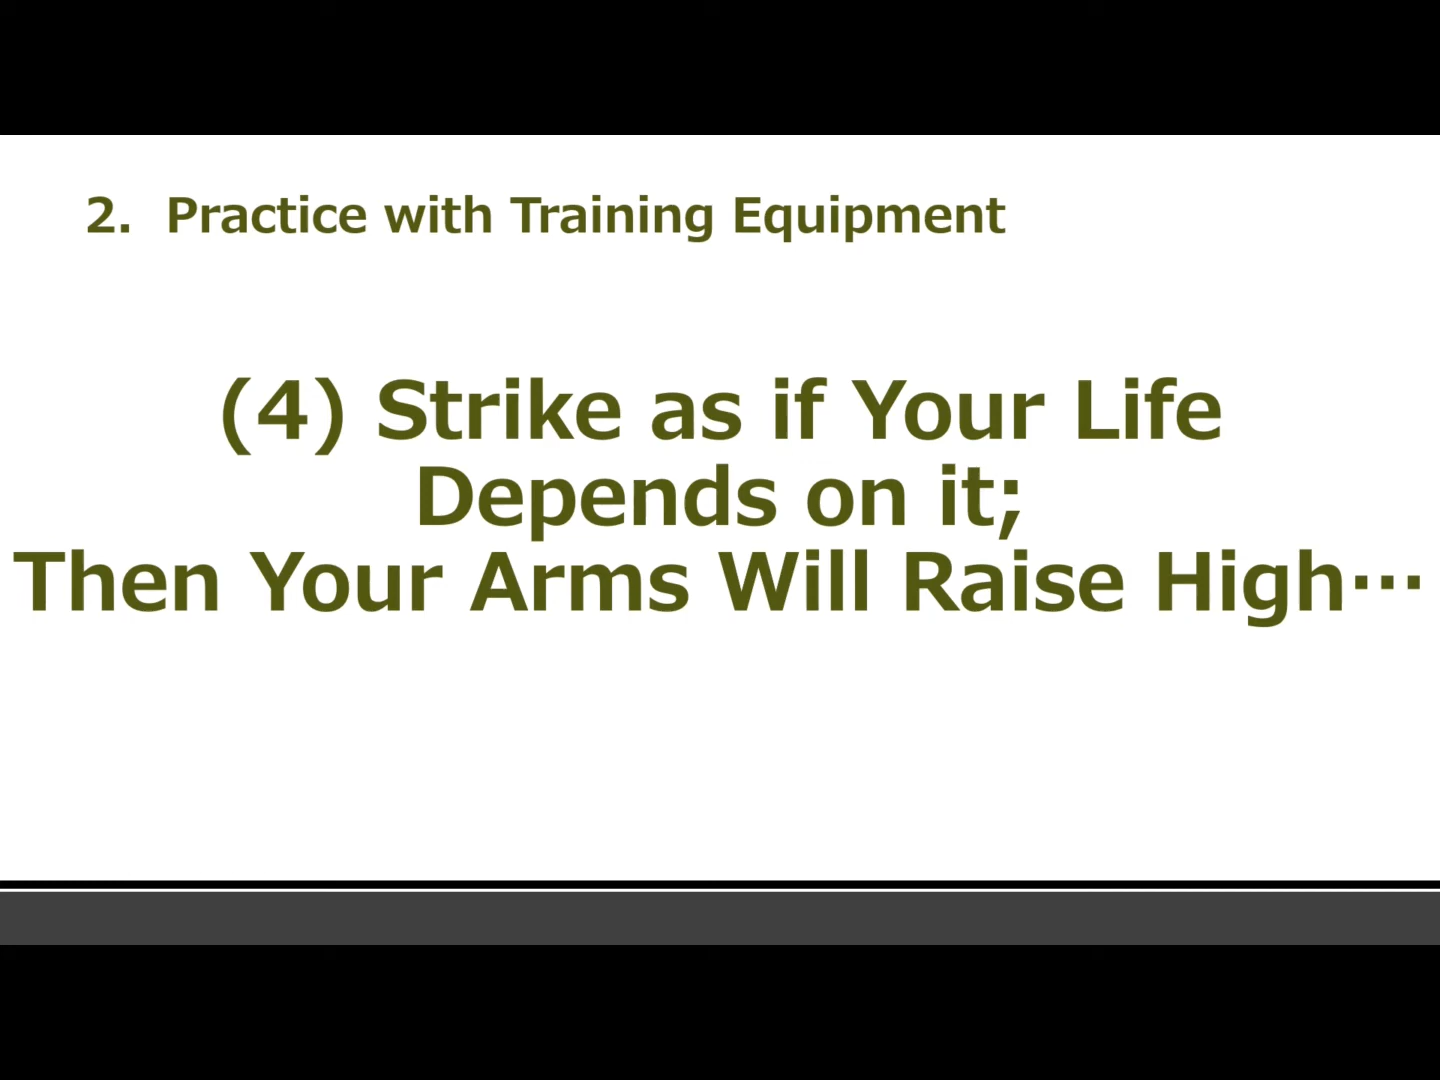 2. Practice with Training Equipment
(4) Strike as if Your Life
Depends on it;
Then Your Arms Will Raise High…